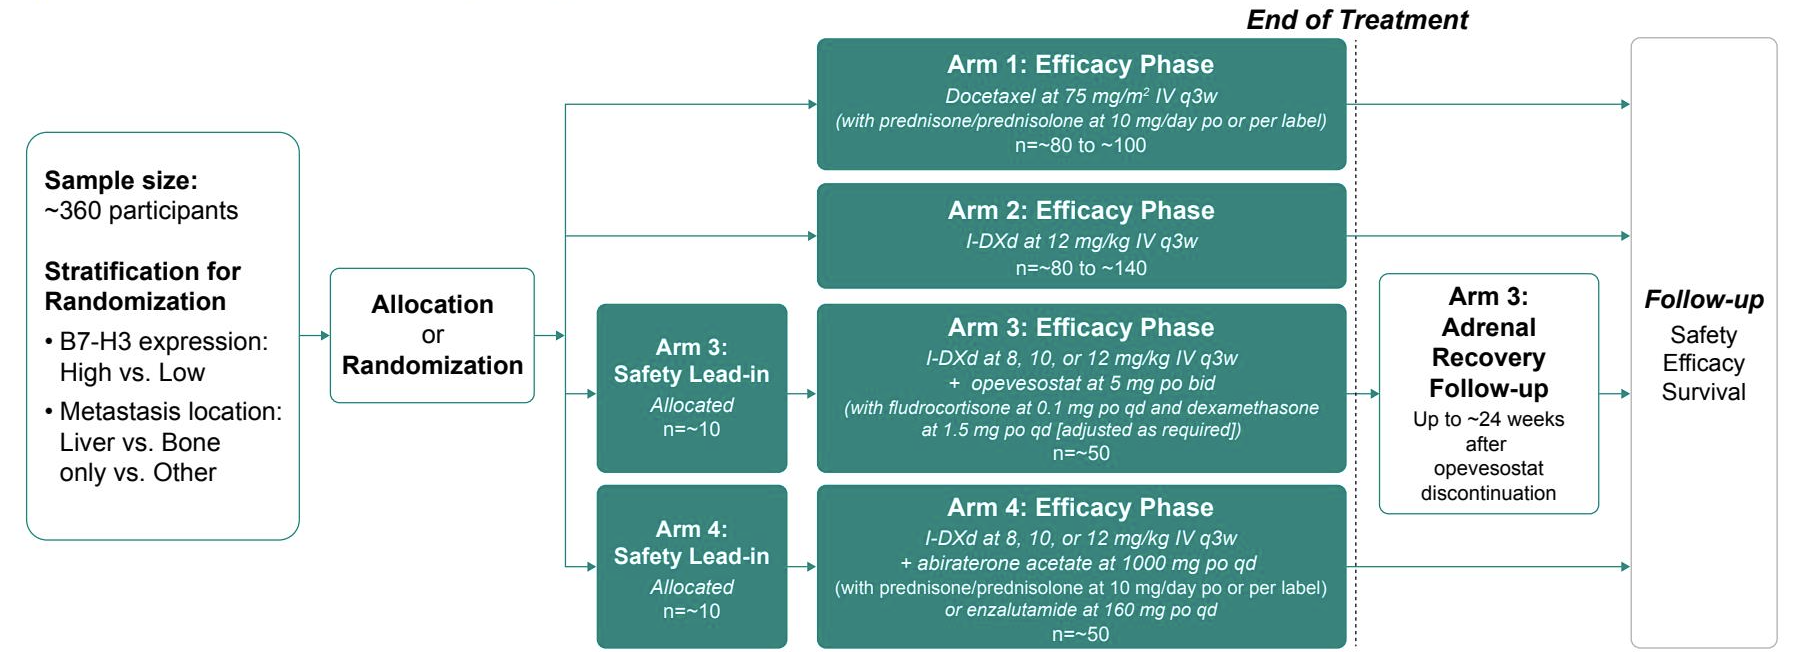 End of Treatment
Sample size:
~360 participants
Stratification for
Randomization
• B7-H3 expression:
High vs. Low
• Metastasis location:
Liver vs. Bone
only vs. Other
Allocation
or
Randomization
Arm 1: Efficacy Phase
Docetaxel at 75 mg/m² IV q3w
(with prednisone/prednisolone at 10 mg/day po or per label)
n=~80 to ~100
Arm 2: Efficacy Phase
I-DXd at 12 mg/kg IV q3w
n=~80 to ~140
Arm 3:
Safety Lead-in
Allocated
n=~10
Arm 3: Efficacy Phase
I-DXd at 8, 10, or 12 mg/kg IV q3w
+ opevesostat at 5 mg po bid
(with fludrocortisone at 0.1 mg po qd and dexamethasone
at 1.5 mg po qd [adjusted as required])
n=~50
Arm 4:
Safety Lead-in
Allocated
n=~10
Arm 4: Efficacy Phase
I-DXd at 8, 10, or 12 mg/kg IV q3w
+ abiraterone acetate at 1000 mg po qd
(with prednisone/prednisolone at 10 mg/day po or per label)
or enzalutamide at 160 mg po qd
n=~50
Arm 3:
Adrenal
Recovery
Follow-up
Up to ~24 weeks
after
opevesostat
discontinuation
Follow-up
Safety
Efficacy
Survival